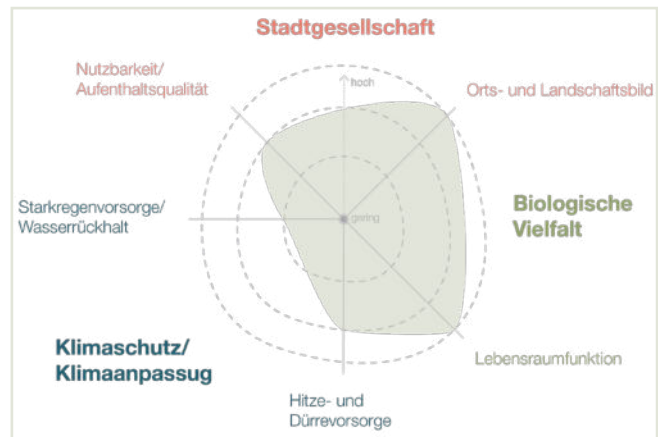 Stadtgesellschaft
Nutzbarkeit/
Aufenthaltsqualität
hoch
Orts- und Landschaftsbild
Starkregenvorsorge/
Wasserrückhalt
gering
Biologische
Vielfalt
Klimaschutz/
Klimaanpassug
Lebensraumfunktion
Hitze- und
Dürrevorsorge